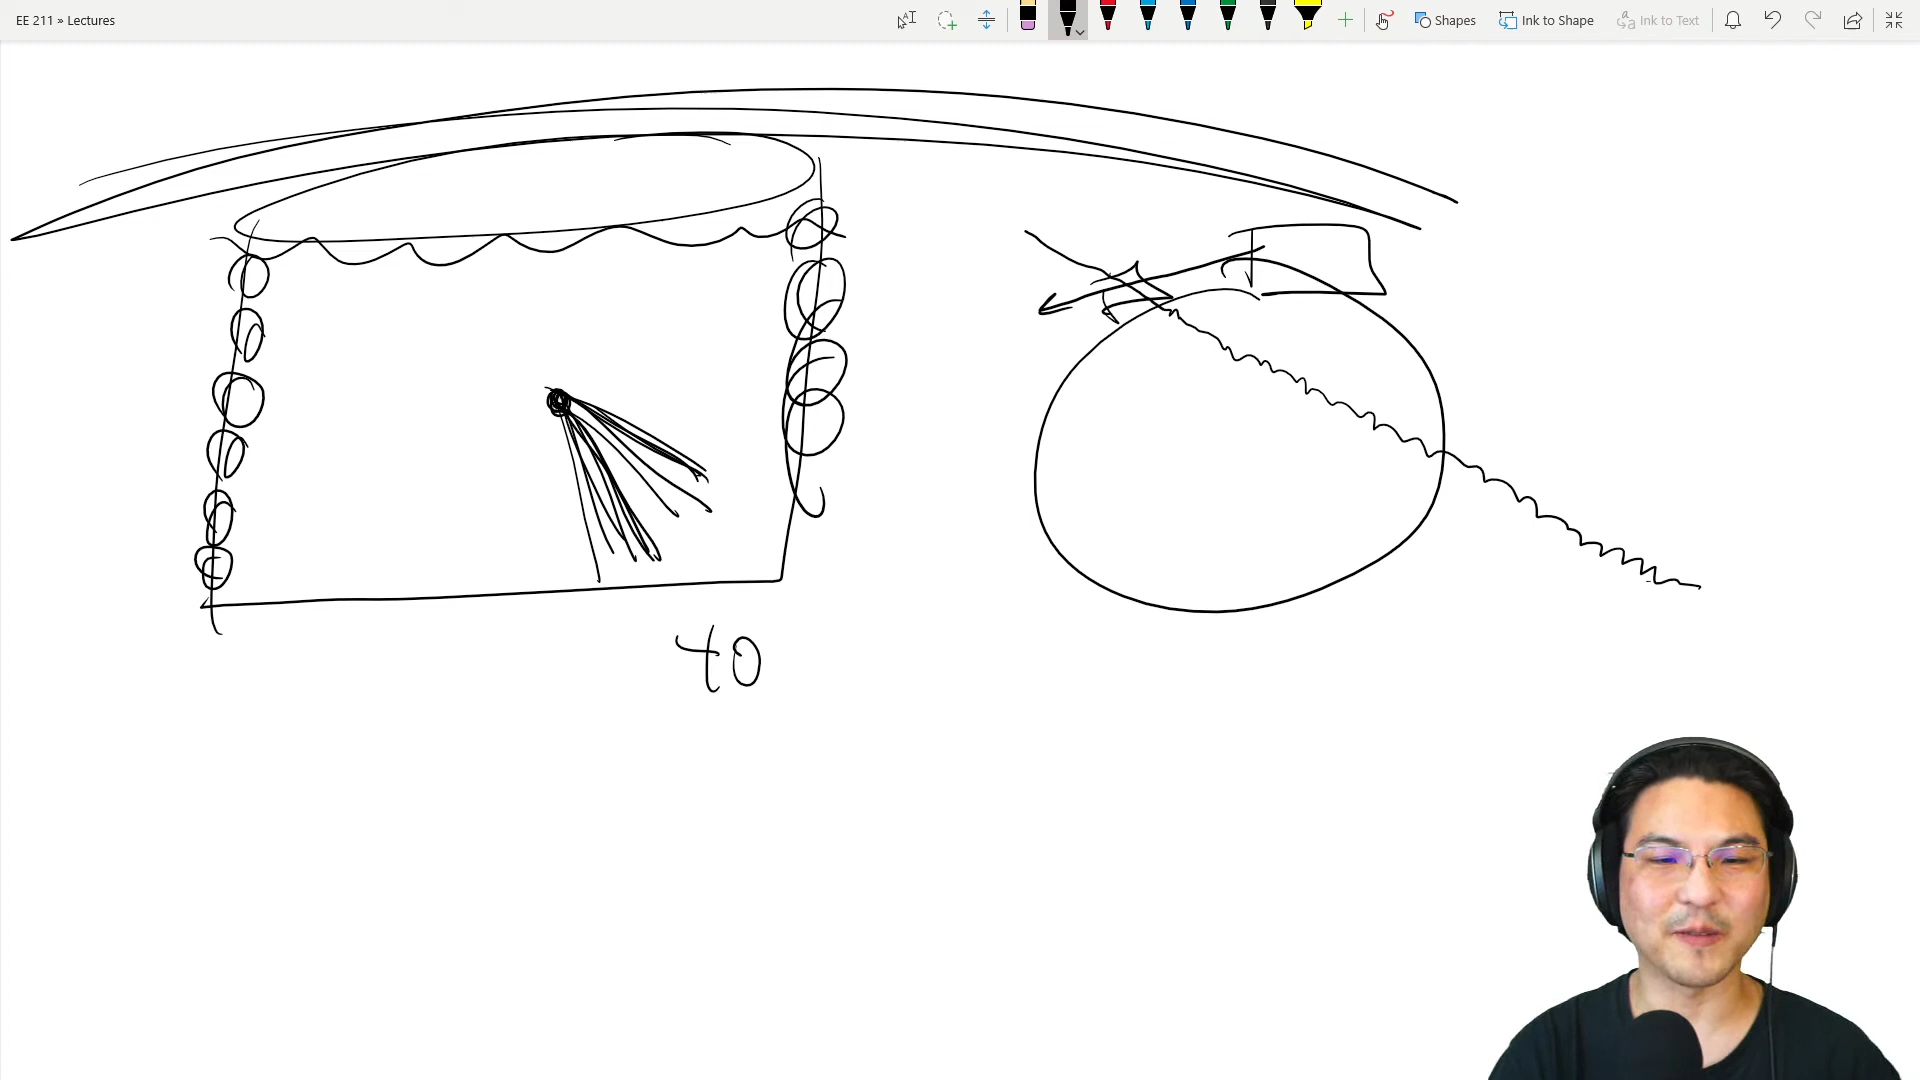 EE 211 » Lectures
Shapes
Ink to Shape
Ink to Text
40